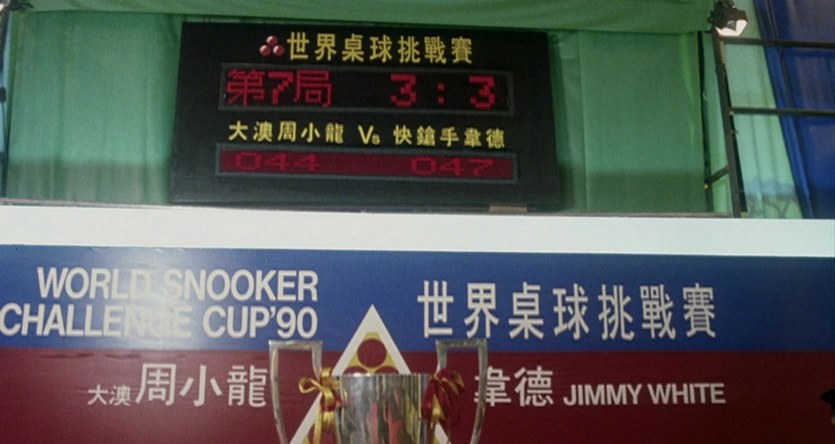 世界桌球挑戰賽
第7局 3:3
大澳周小龍 Vs 快鎗手韋德
044 047
WORLD SNOOKER
CHALLENGE CUP'90
世界桌球挑戰賽
大澳周小龍
韋德 JIMMY WHITE